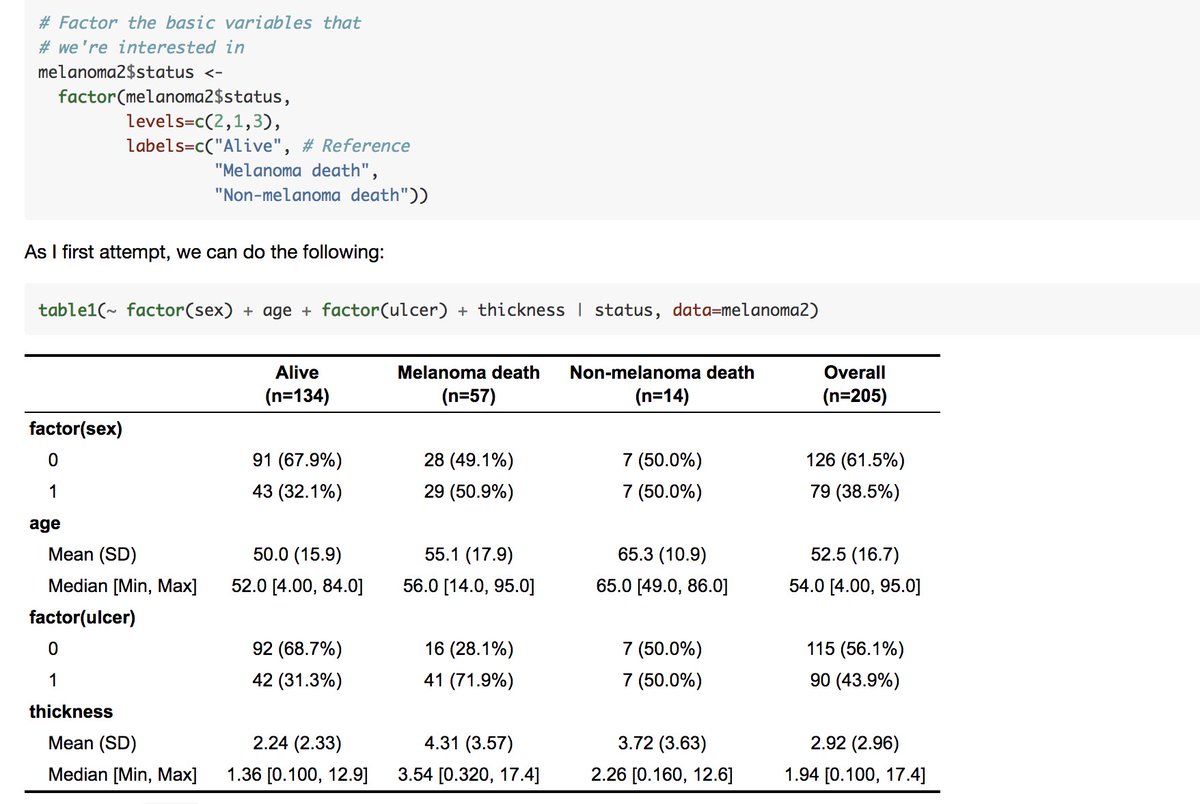 # Factor the basic variables that
# we're interested in
melanoma2$status <-
  factor(melanoma2$status,
         levels=c(2,1,3),
         labels=c("Alive", # Reference
                  "Melanoma death",
                  "Non-melanoma death"))
As I first attempt, we can do the following:
table1(~ factor(sex) + age + factor(ulcer) + thickness | status, data=melanoma2)
Alive Melanoma death Non-melanoma death Overall
(n=134) (n=57) (n=14) (n=205)
factor(sex)
0 91 (67.9%) 28 (49.1%) 7 (50.0%) 126 (61.5%)
1 43 (32.1%) 29 (50.9%) 7 (50.0%) 79 (38.5%)
age
Mean (SD) 50.0 (15.9) 55.1 (17.9) 65.3 (10.9) 52.5 (16.7)
Median [Min, Max] 52.0 [4.00, 84.0] 56.0 [14.0, 95.0] 65.0 [49.0, 86.0] 54.0 [4.00, 95.0]
factor(ulcer)
0 92 (68.7%) 16 (28.1%) 7 (50.0%) 115 (56.1%)
1 42 (31.3%) 41 (71.9%) 7 (50.0%) 90 (43.9%)
thickness
Mean (SD) 2.24 (2.33) 4.31 (3.57) 3.72 (3.63) 2.92 (2.96)
Median [Min, Max] 1.36 [0.100, 12.9] 3.54 [0.320, 17.4] 2.26 [0.160, 12.6] 1.94 [0.100, 17.4]